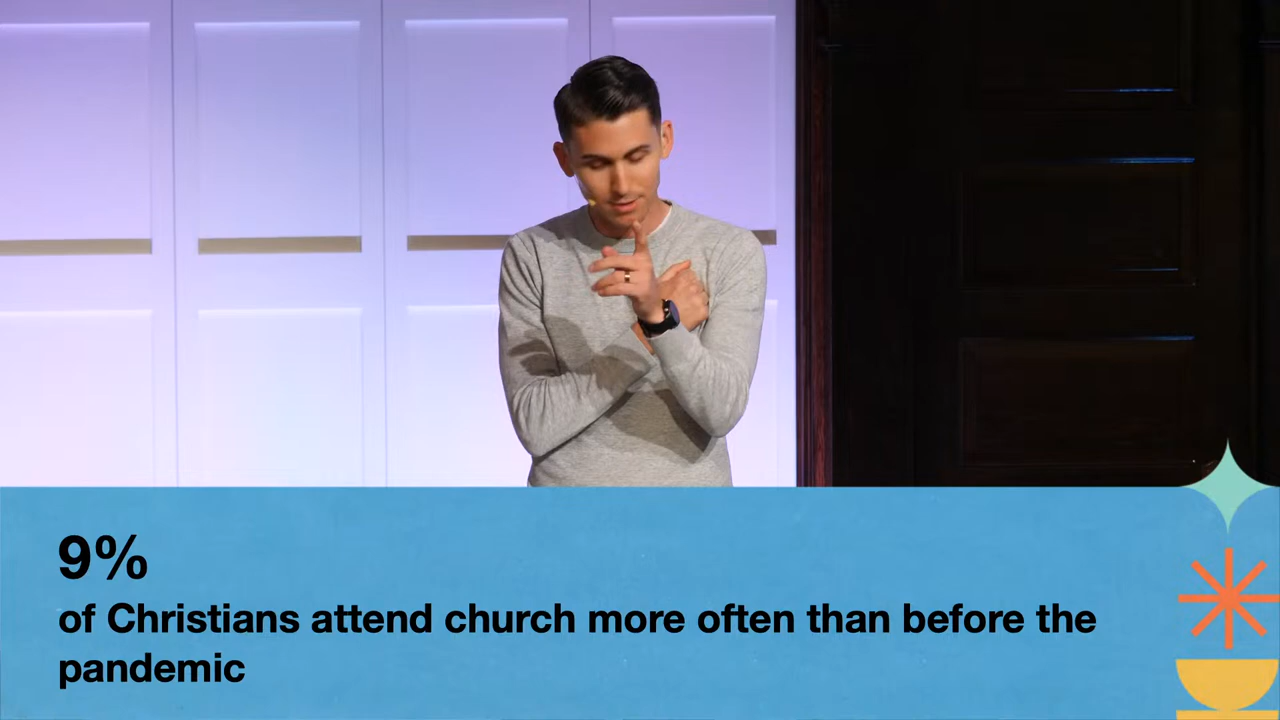 9%
of Christians attend church more often than before the
pandemic